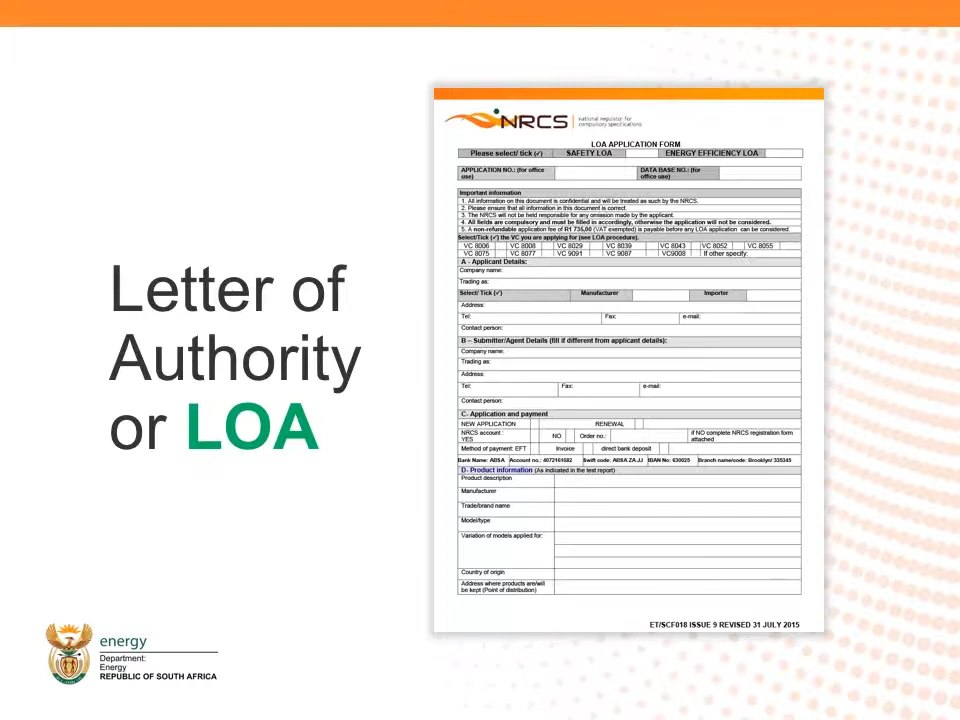 Letter of
Authority
or LOA
NRCS
national regulator for
compulsory specifications
LOA APPLICATION FORM
Please select/ tick (✓) SAFETY LOA ENERGY EFFICIENCY LOA
APPLICATION NO.: (for office
use)
DATA BASE NO.: (for
office use)
Important information
1. All information on this document is confidential and will be treated as such by the NRCS.
2. Please ensure that all information in this document is correct.
3. The NRCS will not be held responsible for any omission made by the applicant.
4. All fields are compulsory and must be filled in accordingly, otherwise the application will not be considered.
5. A non-refundable application fee of R1 735,00 (VAT exempted) is payable before any LOA application can be considered.
Select/Tick (✓) the VC you are applying for (see LOA procedure).
VC 8006 VC 8008 VC 8029 VC 8039 VC 8043 VC 8052 VC 8055
VC 8075 VC 8077 VC 9091 VC 9087 VC9008 If other specify:
A - Applicant Details:
Company name:
Trading as:
Select/ Tick (✓) Manufacturer Importer
Address:
Tel: Fax: e-mail:
Contact person:
B – Submitter/Agent Details (fill if different from applicant details):
Company name:
Trading as:
Address:
Tel: Fax: e-mail:
Contact person:
C- Application and payment
NEW APPLICATION RENEWAL
NRCS account :
YES
NO Order no.:
if NO complete NRCS registration form
attached
Method of payment: EFT Invoice direct bank deposit
Bank Name: ABSA Account no.: 4072161682 Swift code: ABSA ZA.JJ IBAN No: 630025 Branch name/code: Brooklyn/ 335345
D- Product information (As indicated in the test report)
Product description
Manufacturer
Trade/brand name
Model/type
Variation of models applied for:
Country of origin
Address where products are/will
be kept (Point of distribution)
ET/SCF018 ISSUE 9 REVISED 31 JULY 2015
energy
Department:
Energy
REPUBLIC OF SOUTH AFRICA